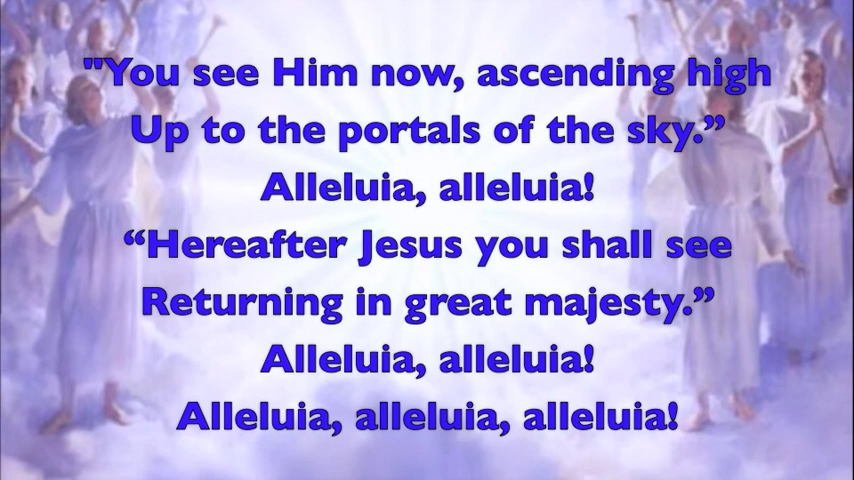 "You see Him now, ascending high
Up to the portals of the sky.”
Alleluia, alleluia!
“Hereafter Jesus you shall see
Returning in great majesty.”
Alleluia, alleluia!
Alleluia, alleluia, alleluia!